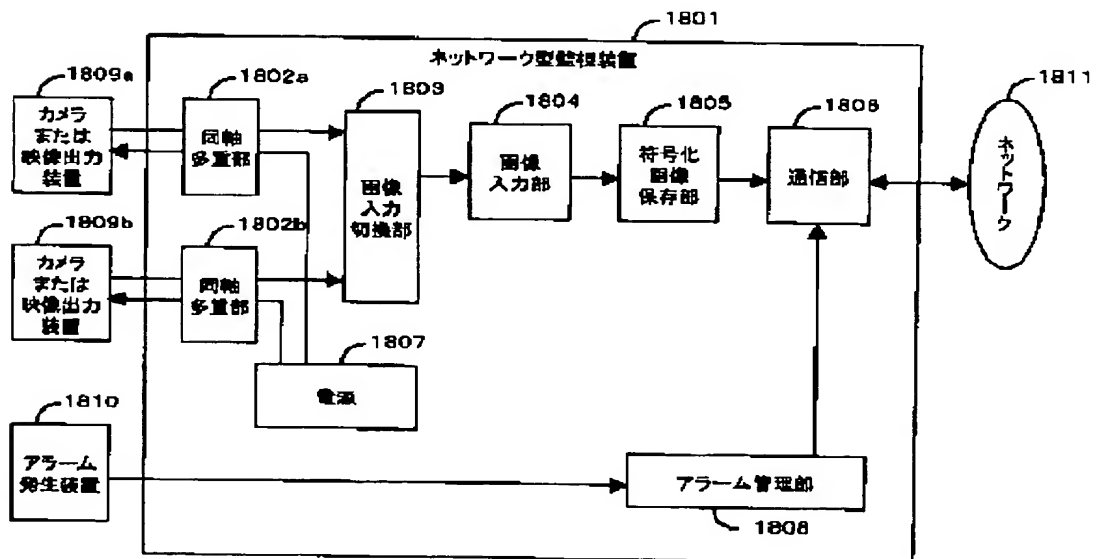 1801
ネットワーク型監視装置
1809a
カメラ
または
映像出力
装置
1802a
同軸
多重部
1803
画像
入力
切換部
1804
画像
入力部
1805
符号化
画像
保存部
1806
通信部
1811
ネットワーク
1809b
カメラ
または
映像出力
装置
1802b
同軸
多重部
1807
電源
1810
アラーム
発生装置
アラーム管理部
1808